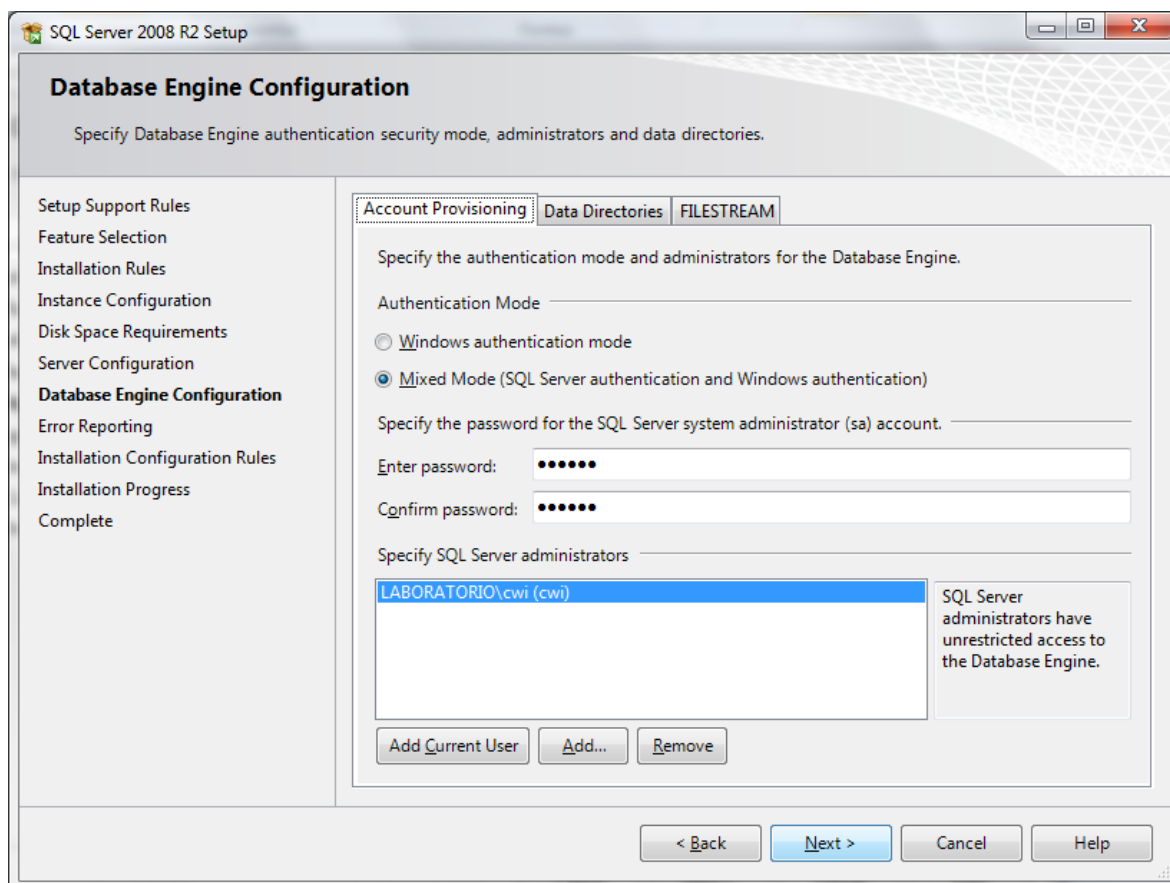 SQL Server 2008 R2 Setup
Database Engine Configuration
Specify Database Engine authentication security mode, administrators and data directories.
Setup Support Rules
Feature Selection
Installation Rules
Instance Configuration
Disk Space Requirements
Server Configuration
Database Engine Configuration
Error Reporting
Installation Configuration Rules
Installation Progress
Complete
Account Provisioning
Data Directories
FILESTREAM
Specify the authentication mode and administrators for the Database Engine.
Authentication Mode
Windows authentication mode
Mixed Mode (SQL Server authentication and Windows authentication)
Specify the password for the SQL Server system administrator (sa) account.
Enter password: ●●●●●●
Confirm password: ●●●●●●
Specify SQL Server administrators
LABORATORIO\cwi (cwi)
SQL Server
administrators have
unrestricted access to
the Database Engine.
Add Current User
Add...
Remove
< Back
Next >
Cancel
Help